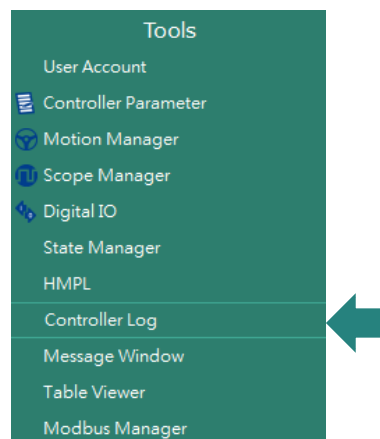 Tools
User Account
Controller Parameter
Motion Manager
Scope Manager
Digital IO
State Manager
HMPL
Controller Log
Message Window
Table Viewer
Modbus Manager